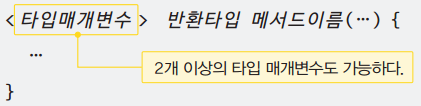 <타입매개변수> 반환타입 메서드이름(…) {
…
2개 이상의 타입 매개변수도 가능하다.
}